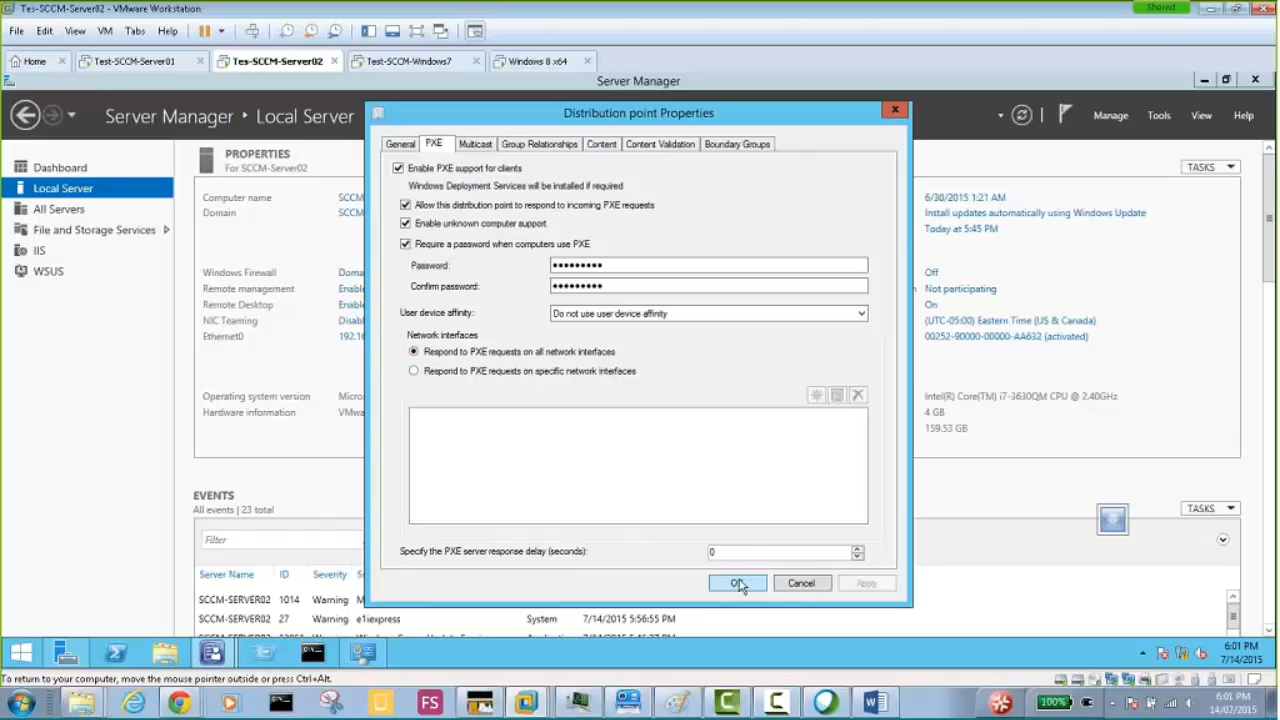 Tes-SCCM-Server02 - VMware Workstation
Shared
File Edit View VM Tabs Help
Home Test-SCCM-Server01 Tes-SCCM-Server02 Test-SCCM-Windows7 Windows 8 x64
Server Manager
Server Manager Local Server
Manage Tools View Help
Distribution point Properties
General PXE Multicast Group Relationships Content Content Validation Boundary Groups
Dashboard
Local Server
All Servers
File and Storage Services
IIS
WSUS
PROPERTIES
For SCCM-Server02
TASKS
Computer name SCCM
Domain SCCM
Windows Firewall Doma
Remote management Enable
Remote Desktop Enable
NIC Teaming Disabl
Ethernet0 192.16
Operating system version Micro
Hardware information VMwa
Enable PXE support for clients
Windows Deployment Services will be installed if required
Allow this distribution point to respond to incoming PXE requests
Enable unknown computer support
Require a password when computers use PXE
Password:
Confirm password:
User device affinity: Do not use user device affinity
Network interfaces
Respond to PXE requests on all network interfaces
Respond to PXE requests on specific network interfaces
Specify the PXE server response delay (seconds): 0
Cancel Apply
6/30/2015 1:21 AM
Install updates automatically using Windows Update
Today at 5:45 PM
Off
Not participating
On
(UTC-05:00) Eastern Time (US & Canada)
00252-90000-00000-AA632 (activated)
Intel(R) Core(TM) i7-3630QM CPU @ 2.40GHz
4 GB
159.53 GB
EVENTS
All events | 23 total
TASKS
Filter
Server Name ID Severity
SCCM-SERVER02 1014 Warning
SCCM-SERVER02 27 Warning e1iexpress System 7/14/2015 5:56:55 PM
6:01 PM
7/14/2015
To return to your computer, move the mouse pointer outside or press Ctrl+Alt.
FS
100%
6:01 PM
14/07/2015